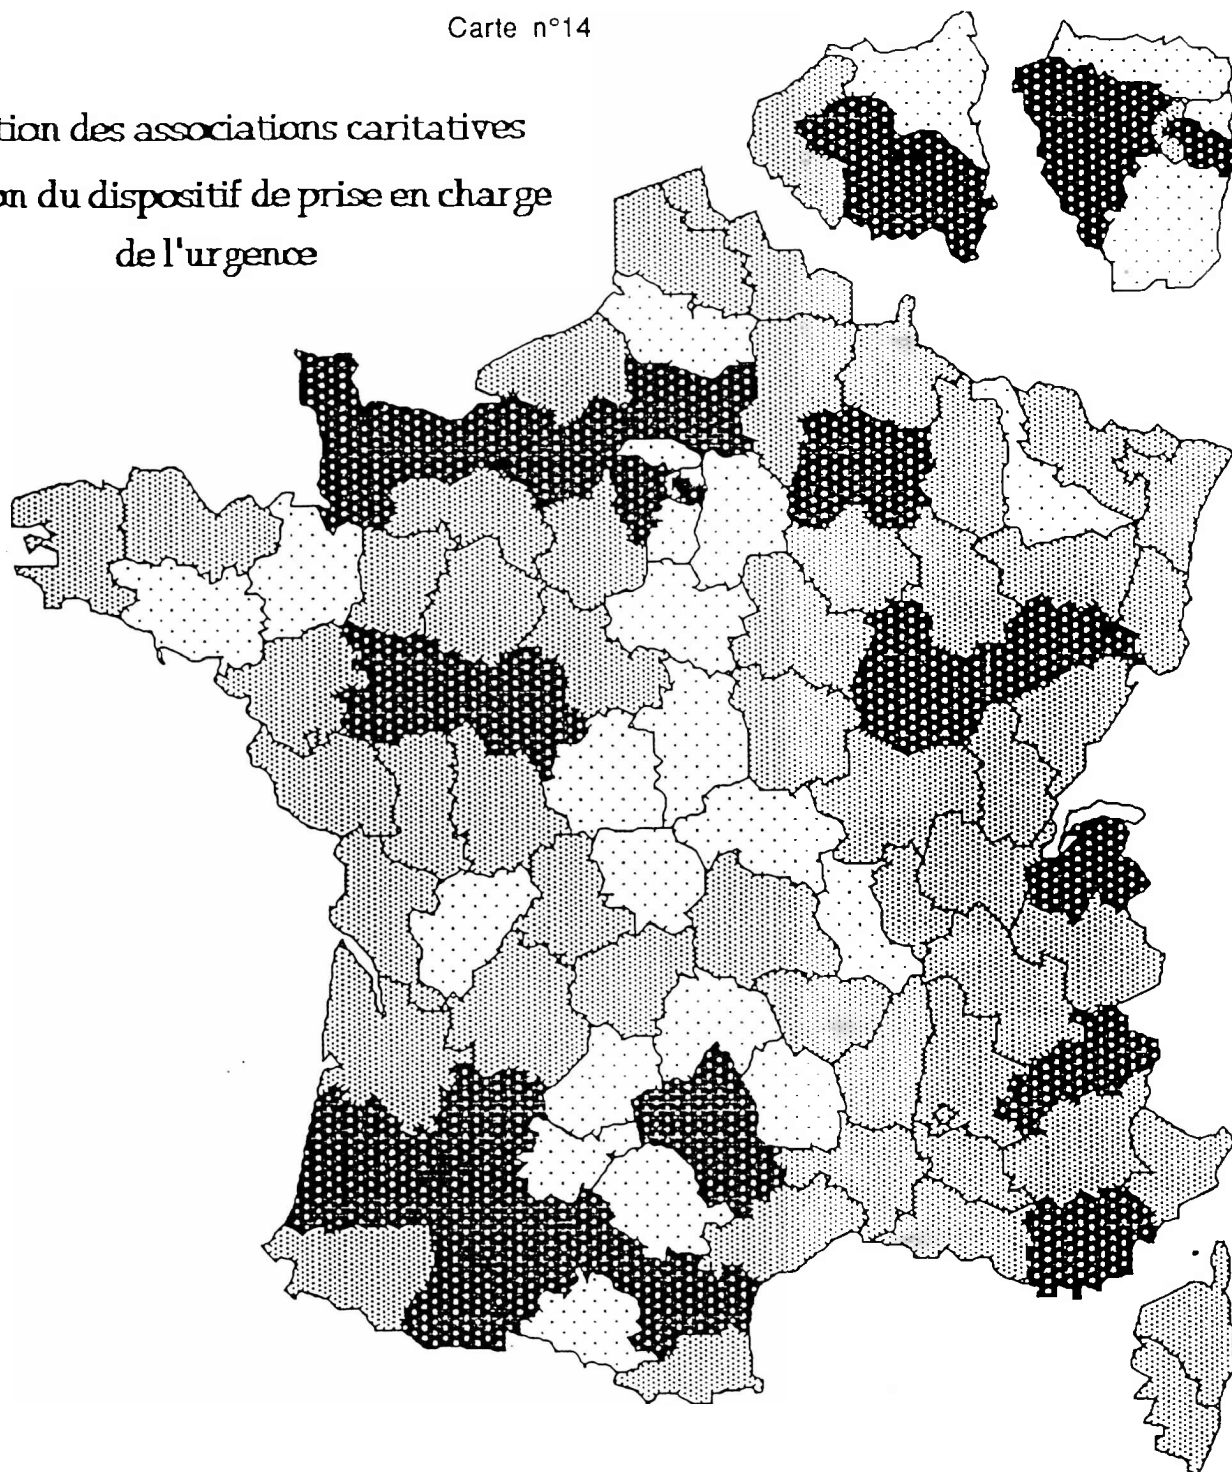 Carte n°14
tion des associations caritatives
on du dispositif de prise en charge
de l'urgence